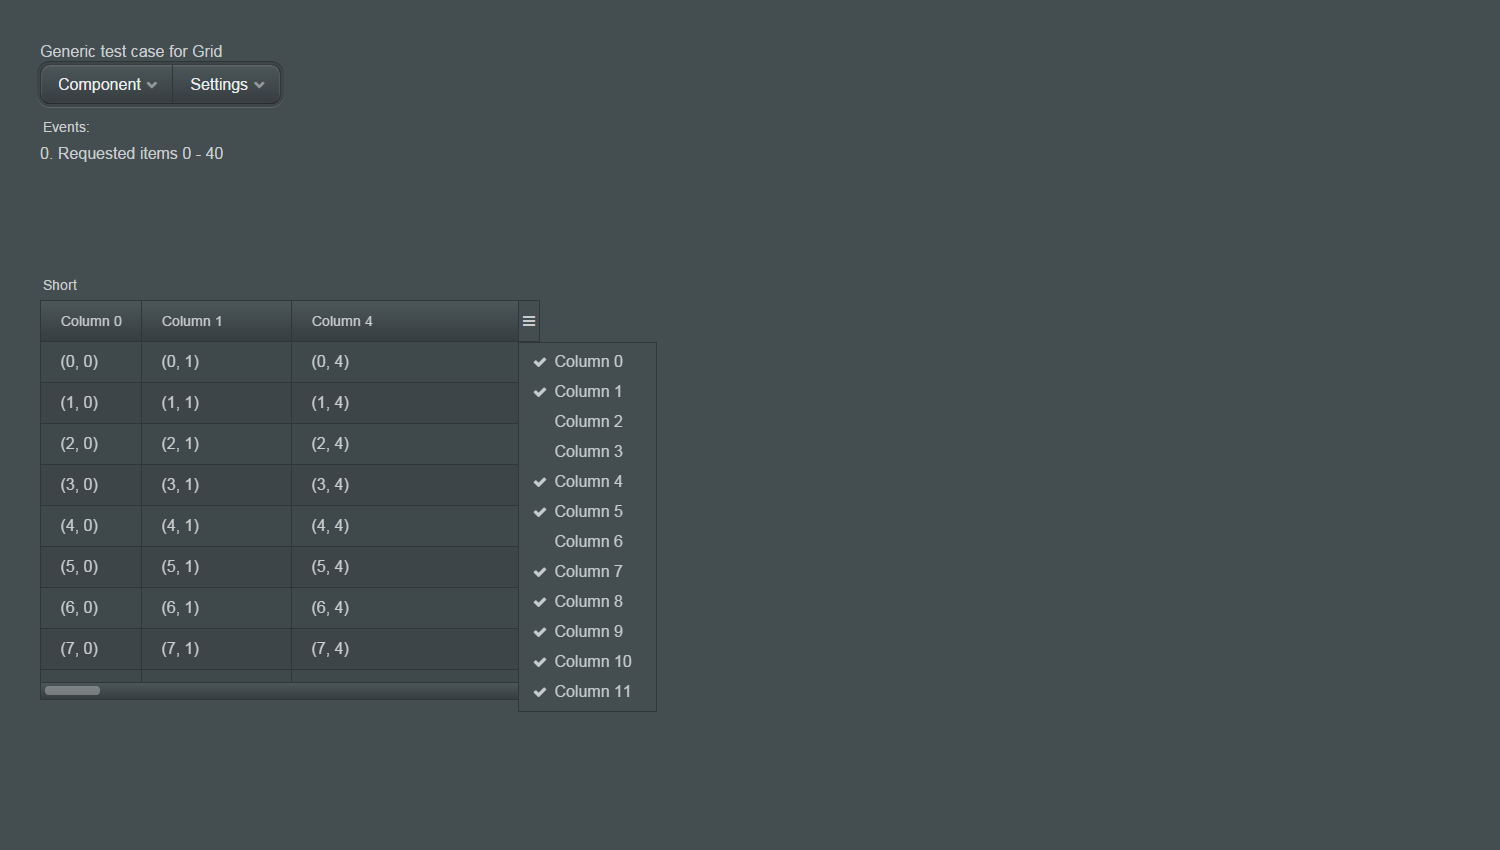 Generic test case for Grid
Component Settings
Events:
0. Requested items 0 - 40
Short
Column 0 Column 1 Column 4
(0, 0) (0, 1) (0, 4)
(1, 0) (1, 1) (1, 4)
(2, 0) (2, 1) (2, 4)
(3, 0) (3, 1) (3, 4)
(4, 0) (4, 1) (4, 4)
(5, 0) (5, 1) (5, 4)
(6, 0) (6, 1) (6, 4)
(7, 0) (7, 1) (7, 4)
Column 0
Column 1
Column 2
Column 3
Column 4
Column 5
Column 6
Column 7
Column 8
Column 9
Column 10
Column 11